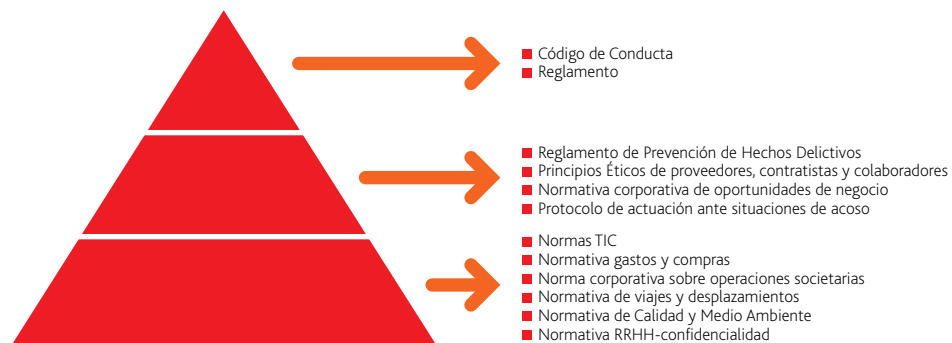 Código de Conducta
Reglamento
Reglamento de Prevención de Hechos Delictivos
Principios Éticos de proveedores, contratistas y colaboradores
Normativa corporativa de oportunidades de negocio
Protocolo de actuación ante situaciones de acoso
Normas TIC
Normativa gastos y compras
Norma corporativa sobre operaciones societarias
Normativa de viajes y desplazamientos
Normativa de Calidad y Medio Ambiente
Normativa RRHH-confidencialidad